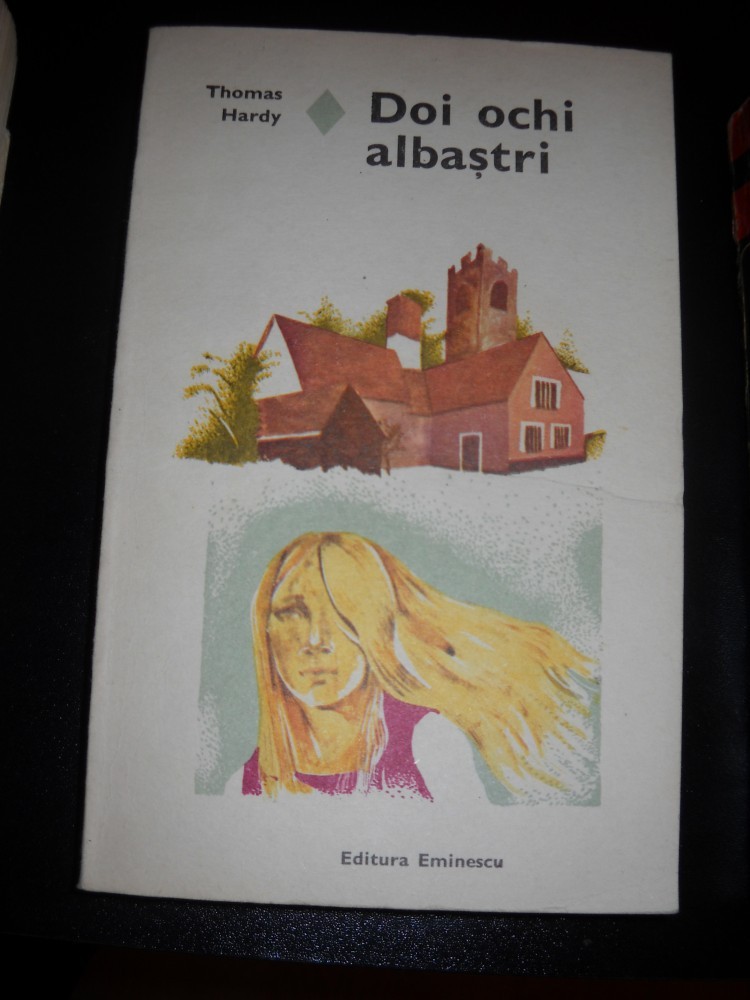 Thomas
Hardy
Doi ochi
albaștri
Editura Eminescu